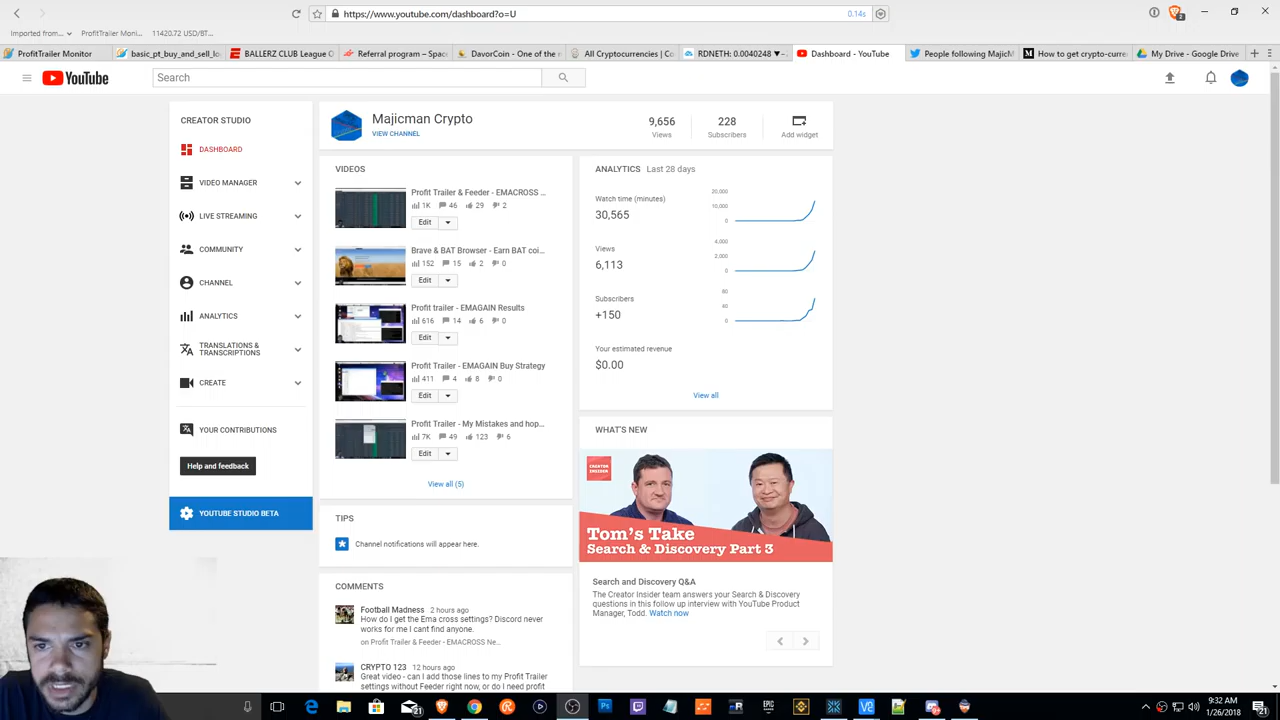 https://www.youtube.com/dashboard?o=U
0.14s
2
Imported from...
ProfitTrailer Moni...
11420.72 USD/BT...
ProfitTrailer Monitor
basic_pt_buy_and_sell_lo
BALLERZ CLUB League O
Referral program – Spac
DavorCoin - One of the m
All Cryptocurrencies | Co
RDNETH: 0.0040248 ▼−
Dashboard - YouTube
People following MajicM
How to get crypto-curre
My Drive - Google Drive
YouTube
Search
CREATOR STUDIO
DASHBOARD
VIDEO MANAGER
LIVE STREAMING
COMMUNITY
CHANNEL
ANALYTICS
TRANSLATIONS &
TRANSCRIPTIONS
CREATE
YOUR CONTRIBUTIONS
Help and feedback
YOUTUBE STUDIO BETA
Majicman Crypto
VIEW CHANNEL
9,656
Views
228
Subscribers
Add widget
VIDEOS
Profit Trailer & Feeder - EMACROSS ...
1K 46 29 2
Edit
Brave & BAT Browser - Earn BAT coi...
152 15 2 0
Edit
Profit trailer - EMAGAIN Results
616 14 6 0
Edit
Profit Trailer - EMAGAIN Buy Strategy
411 4 8 0
Edit
Profit Trailer - My Mistakes and hop...
7K 49 123 6
Edit
View all (5)
TIPS
Channel notifications will appear here.
COMMENTS
Football Madness 2 hours ago
How do I get the Ema cross settings? Discord never
works for me I cant find anyone.
on Profit Trailer & Feeder - EMACROSS Ne...
CRYPTO 123 12 hours ago
Great video - can I add those lines to my Profit Trailer
settings without Feeder right now, or do I need profit
ANALYTICS Last 28 days
Watch time (minutes)
30,565
20,000
10,000
0
Views
6,113
4,000
2,000
0
Subscribers
+150
80
40
0
Your estimated revenue
$0.00
View all
WHAT'S NEW
CREATOR
INSIDER
Tom's Take
Search & Discovery Part 3
Search and Discovery Q&A
The Creator Insider team answers your Search & Discovery
questions in this follow up interview with YouTube Product
Manager, Todd. Watch now
9:32 AM
1/26/2018